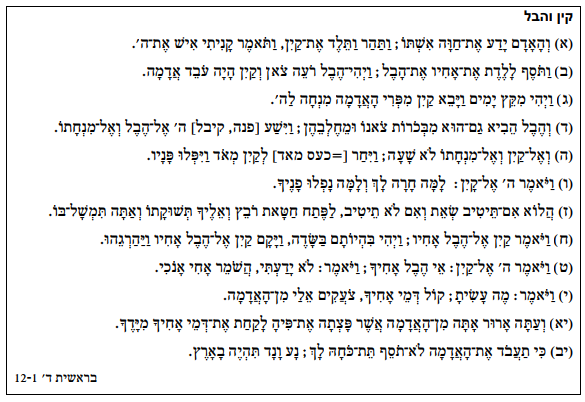 קין והבל
(א) וְהָאָדָם יָדַע אֶת־חַוָּה אִשְׁתּוֹ; וַתַּהַר וַתֵּלֶד אֶת־קַיִן, וַתֹּאמֶר קָנִיתִי אִישׁ אֶת־ה׳.
(ב) וַתֹּסֶף לָלֶדֶת אֶת־אָחִיו אֶת־הָבֶל; וַיְהִי־הֶבֶל רֹעֵה צֹאן וְקַיִן הָיָה עֹבֵד אֲדָמָה.
(ג) וַיְהִי מִקֵּץ יָמִים וַיָּבֵא קַיִן מִפְּרִי הָאֲדָמָה מִנְחָה לַה׳.
(ד) וְהֶבֶל הֵבִיא גַם־הוּא מִבְּכֹרוֹת צֹאנוֹ וּמֵחֶלְבֵהֶן; וַיִּשַׁע [פנה, קיבל] ה׳ אֶל־הֶבֶל וְאֶל־מִנְחָתוֹ.
(ה) וְאֶל־קַיִן וְאֶל־מִנְחָתוֹ לֹא שָׁעָה; וַיִּחַר [=כעס מאד] לְקַיִן מְאֹד וַיִּפְּלוּ פָּנָיו.
(ו) וַיֹּאמֶר ה׳ אֶל־קַיִן: לָמָּה חָרָה לָךְ וְלָמָּה נָפְלוּ פָנֶיךָ.
(ז) הֲלוֹא אִם־תֵּיטִיב שְׂאֵת וְאִם לֹא תֵיטִיב, לַפֶּתַח חַטָּאת רֹבֵץ וְאֵלֶיךָ תְּשׁוּקָתוֹ וְאַתָּה תִּמְשָׁל־בּוֹ.
(ח) וַיֹּאמֶר קַיִן אֶל־הֶבֶל אָחִיו; וַיְהִי בִּהְיוֹתָם בַּשָּׂדֶה, וַיָּקָם קַיִן אֶל־הֶבֶל אָחִיו וַיַּהַרְגֵהוּ.
(ט) וַיֹּאמֶר ה׳ אֶל־קַיִן: אֵי הֶבֶל אָחִיךָ; וַיֹּאמֶר: לֹא יָדַעְתִּי, הֲשֹׁמֵר אָחִי אָנֹכִי.
(י) וַיֹּאמֶר: מֶה עָשִׂיתָ; קוֹל דְּמֵי אָחִיךָ, צֹעֲקִים אֵלַי מִן־הָאֲדָמָה.
(יא) וְעַתָּה אָרוּר אָתָּה מִן־הָאֲדָמָה אֲשֶׁר פָּצְתָה אֶת־פִּיהָ לָקַחַת אֶת־דְּמֵי אָחִיךָ מִיָּדֶךָ.
(יב) כִּי תַעֲבֹד אֶת־הָאֲדָמָה לֹא־תֹסֵף תֵּת־כֹּחָהּ לָךְ; נָע וָנָד תִּהְיֶה בָאָרֶץ.
בראשית ד׳ 12-1